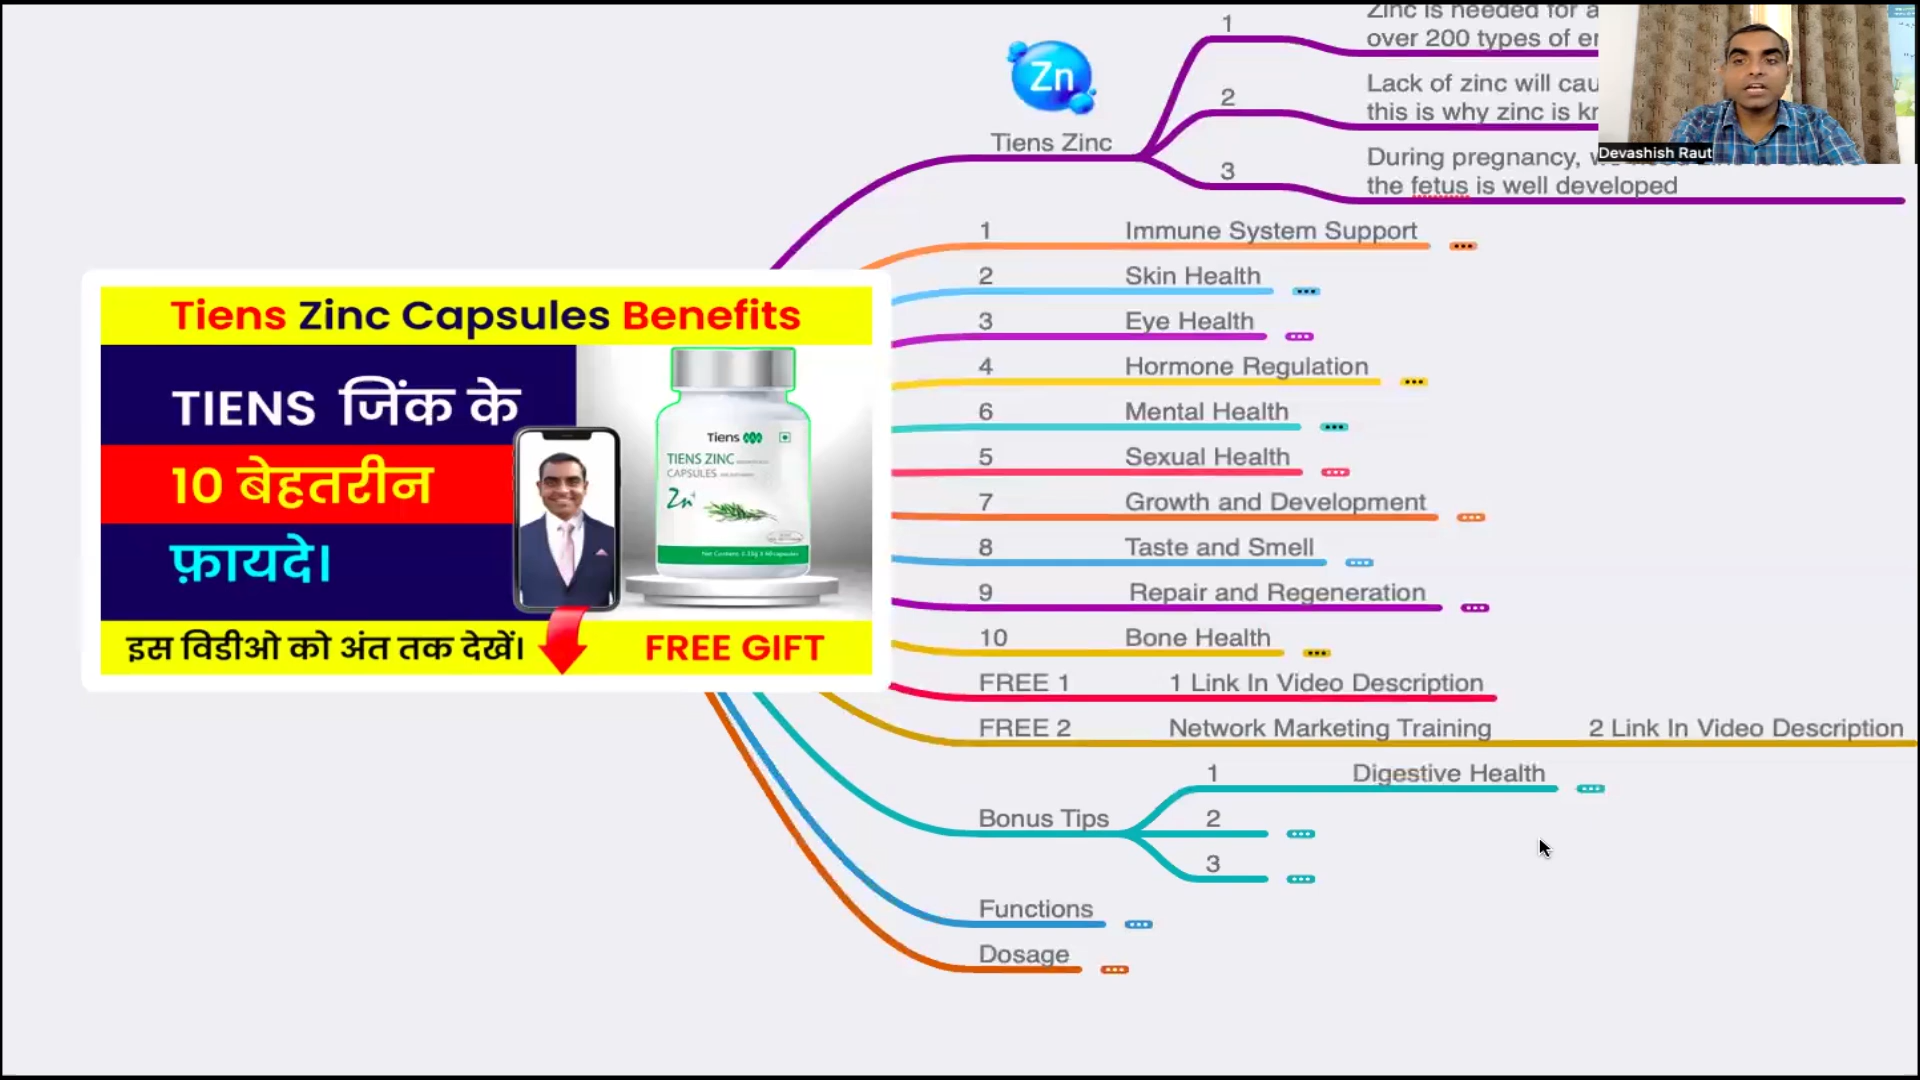 1
Zinc is needed for a
over 200 types of
Zn
2
Lack of zinc will
this is why zinc is
Tiens Zinc
Devashish Raut
3
During pregnancy,
the fetus is well developed
1 Immune System Support
2 Skin Health
3 Eye Health
4 Hormone Regulation
6 Mental Health
5 Sexual Health
7 Growth and Development
8 Taste and Smell
9 Repair and Regeneration
10 Bone Health
FREE 1 1 Link In Video Description
FREE 2 Network Marketing Training 2 Link In Video Description
Bonus Tips
1 Digestive Health
2
3
Functions
Dosage
Tiens Zinc Capsules Benefits
TIENS जिंक के
10 बेहतरीन
फ़ायदे।
Tiens
TIENS ZINC
CAPSULES
Zn
इस विडीओ को अंत तक देखें।
FREE GIFT